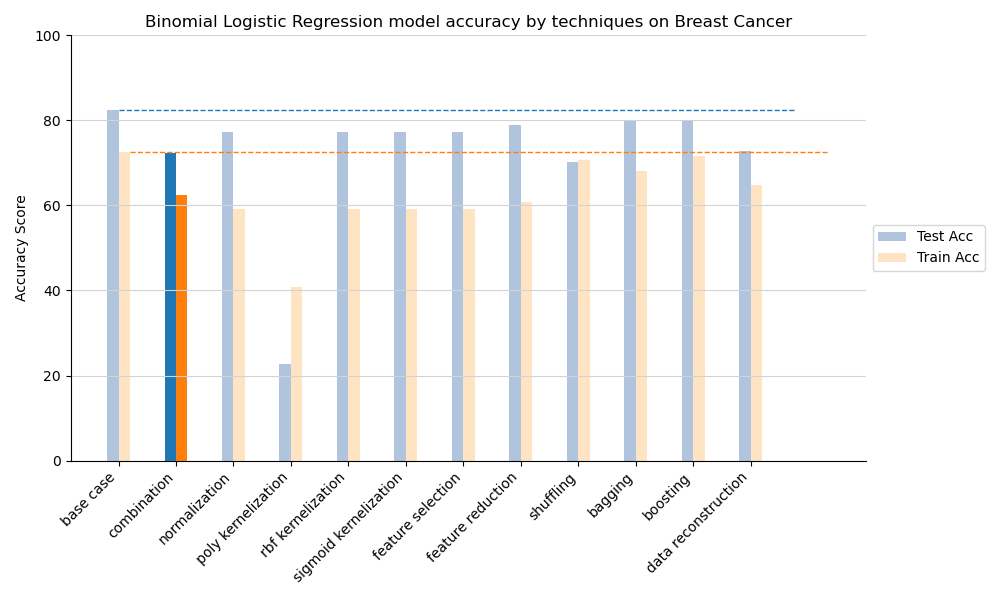 Binomial Logistic Regression model accuracy by techniques on Breast Cancer
Accuracy Score
100
80
60
40
20
0
base case
combination
normalization
poly kernelization
rbf kernelization
sigmoid kernelization
feature selection
feature reduction
shuffling
bagging
boosting
data reconstruction
Test Acc
Train Acc